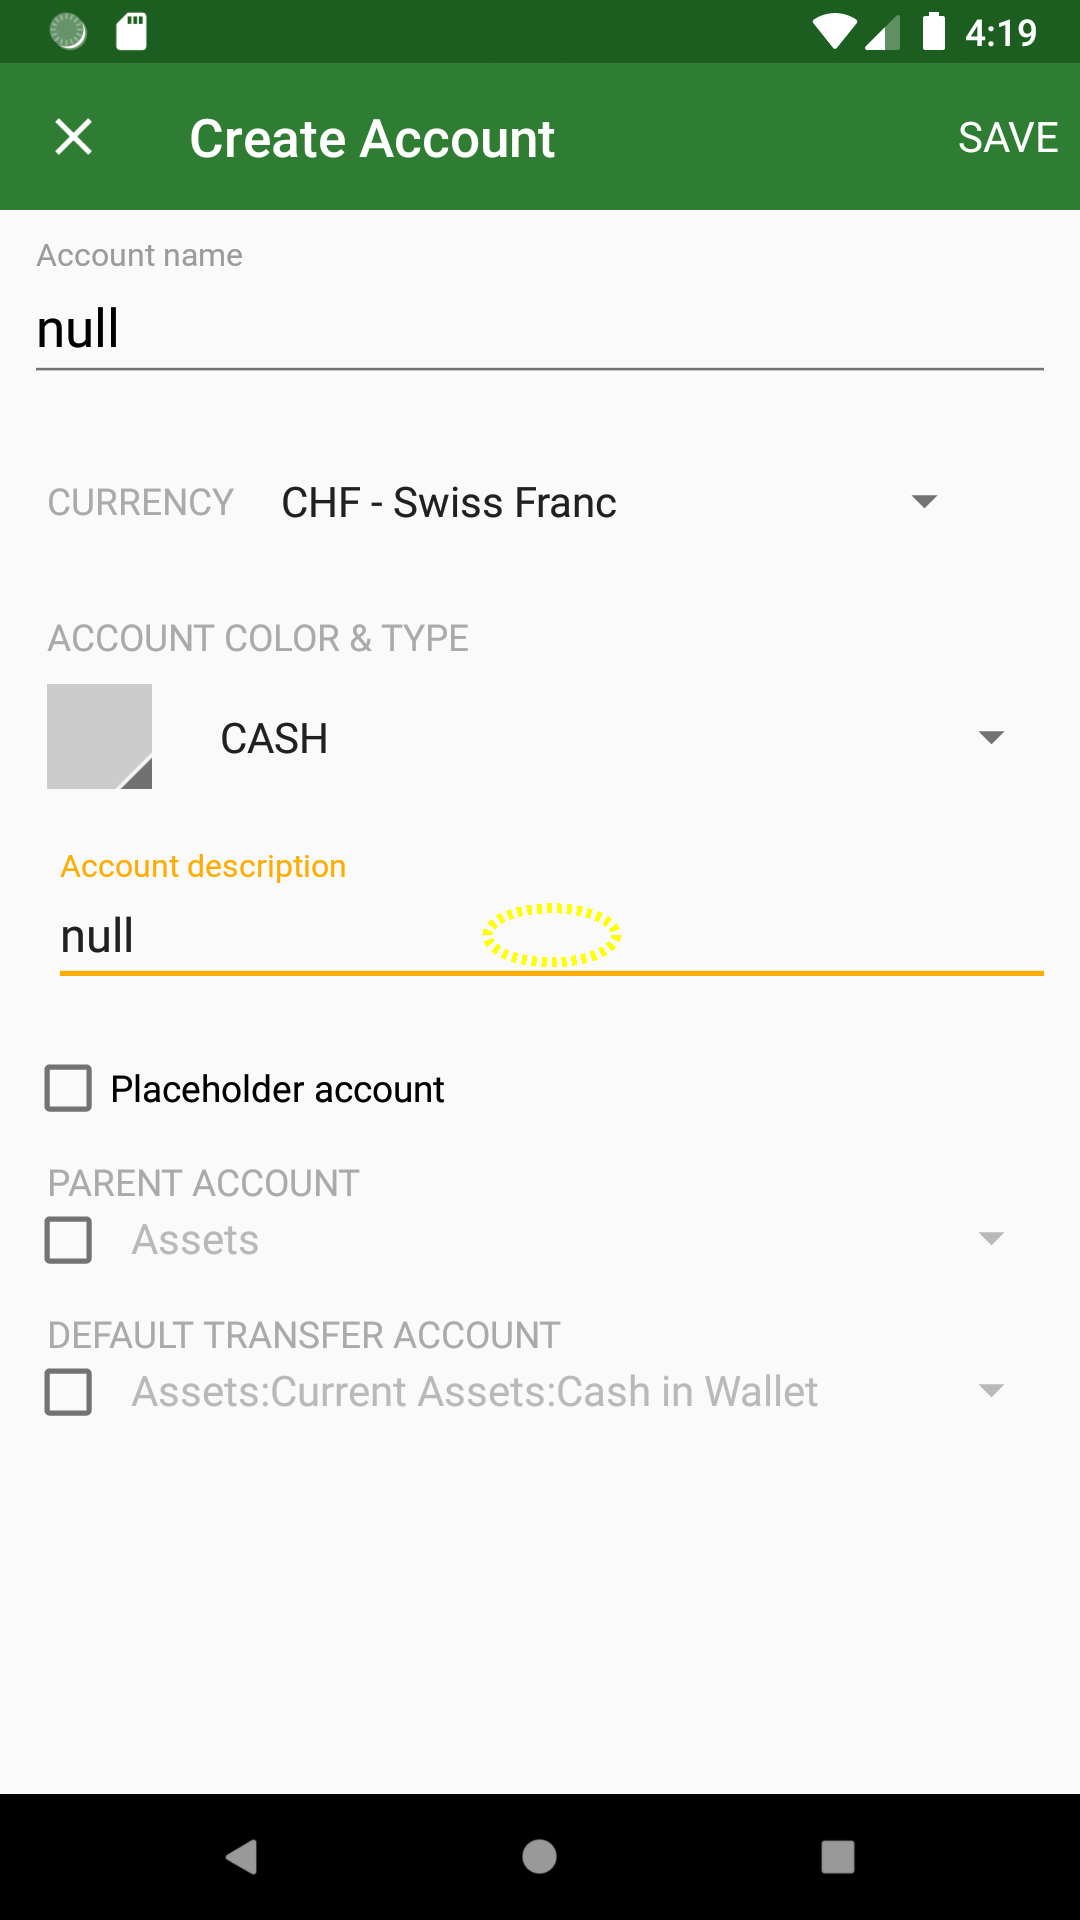 4:19
Create Account
SAVE
Account name
null
CURRENCY CHF - Swiss Franc
ACCOUNT COLOR & TYPE
CASH
Account description
null
Placeholder account
PARENT ACCOUNT
Assets
DEFAULT TRANSFER ACCOUNT
Assets:Current Assets:Cash in Wallet